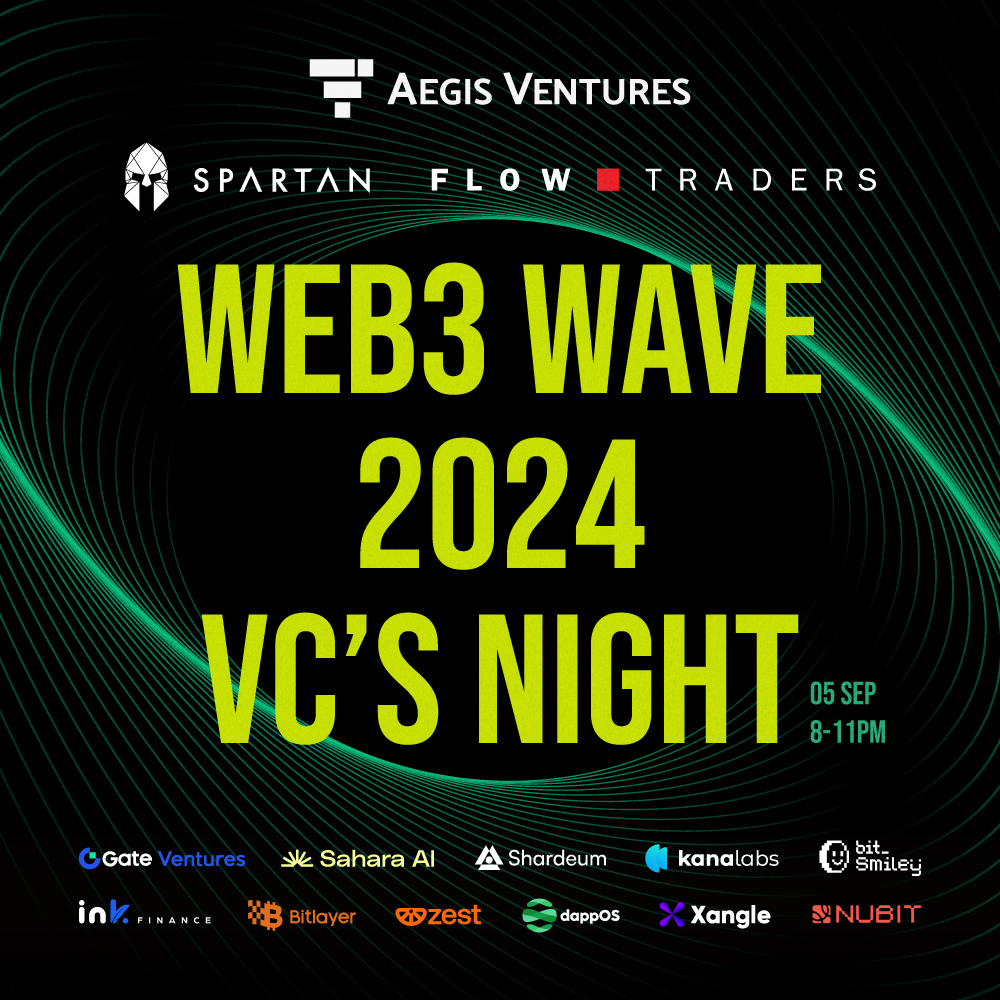 AEGIS VENTURES
SPARTAN FLOW TRADERS
WEB3 WAVE
2024
VC'S NIGHT
05 SEP
8-11PM
Gate Ventures Sahara AI Shardeum kanalabs bit_ Smiley
ink FINANCE Bitlayer zest dappOS Xangle NUBIT